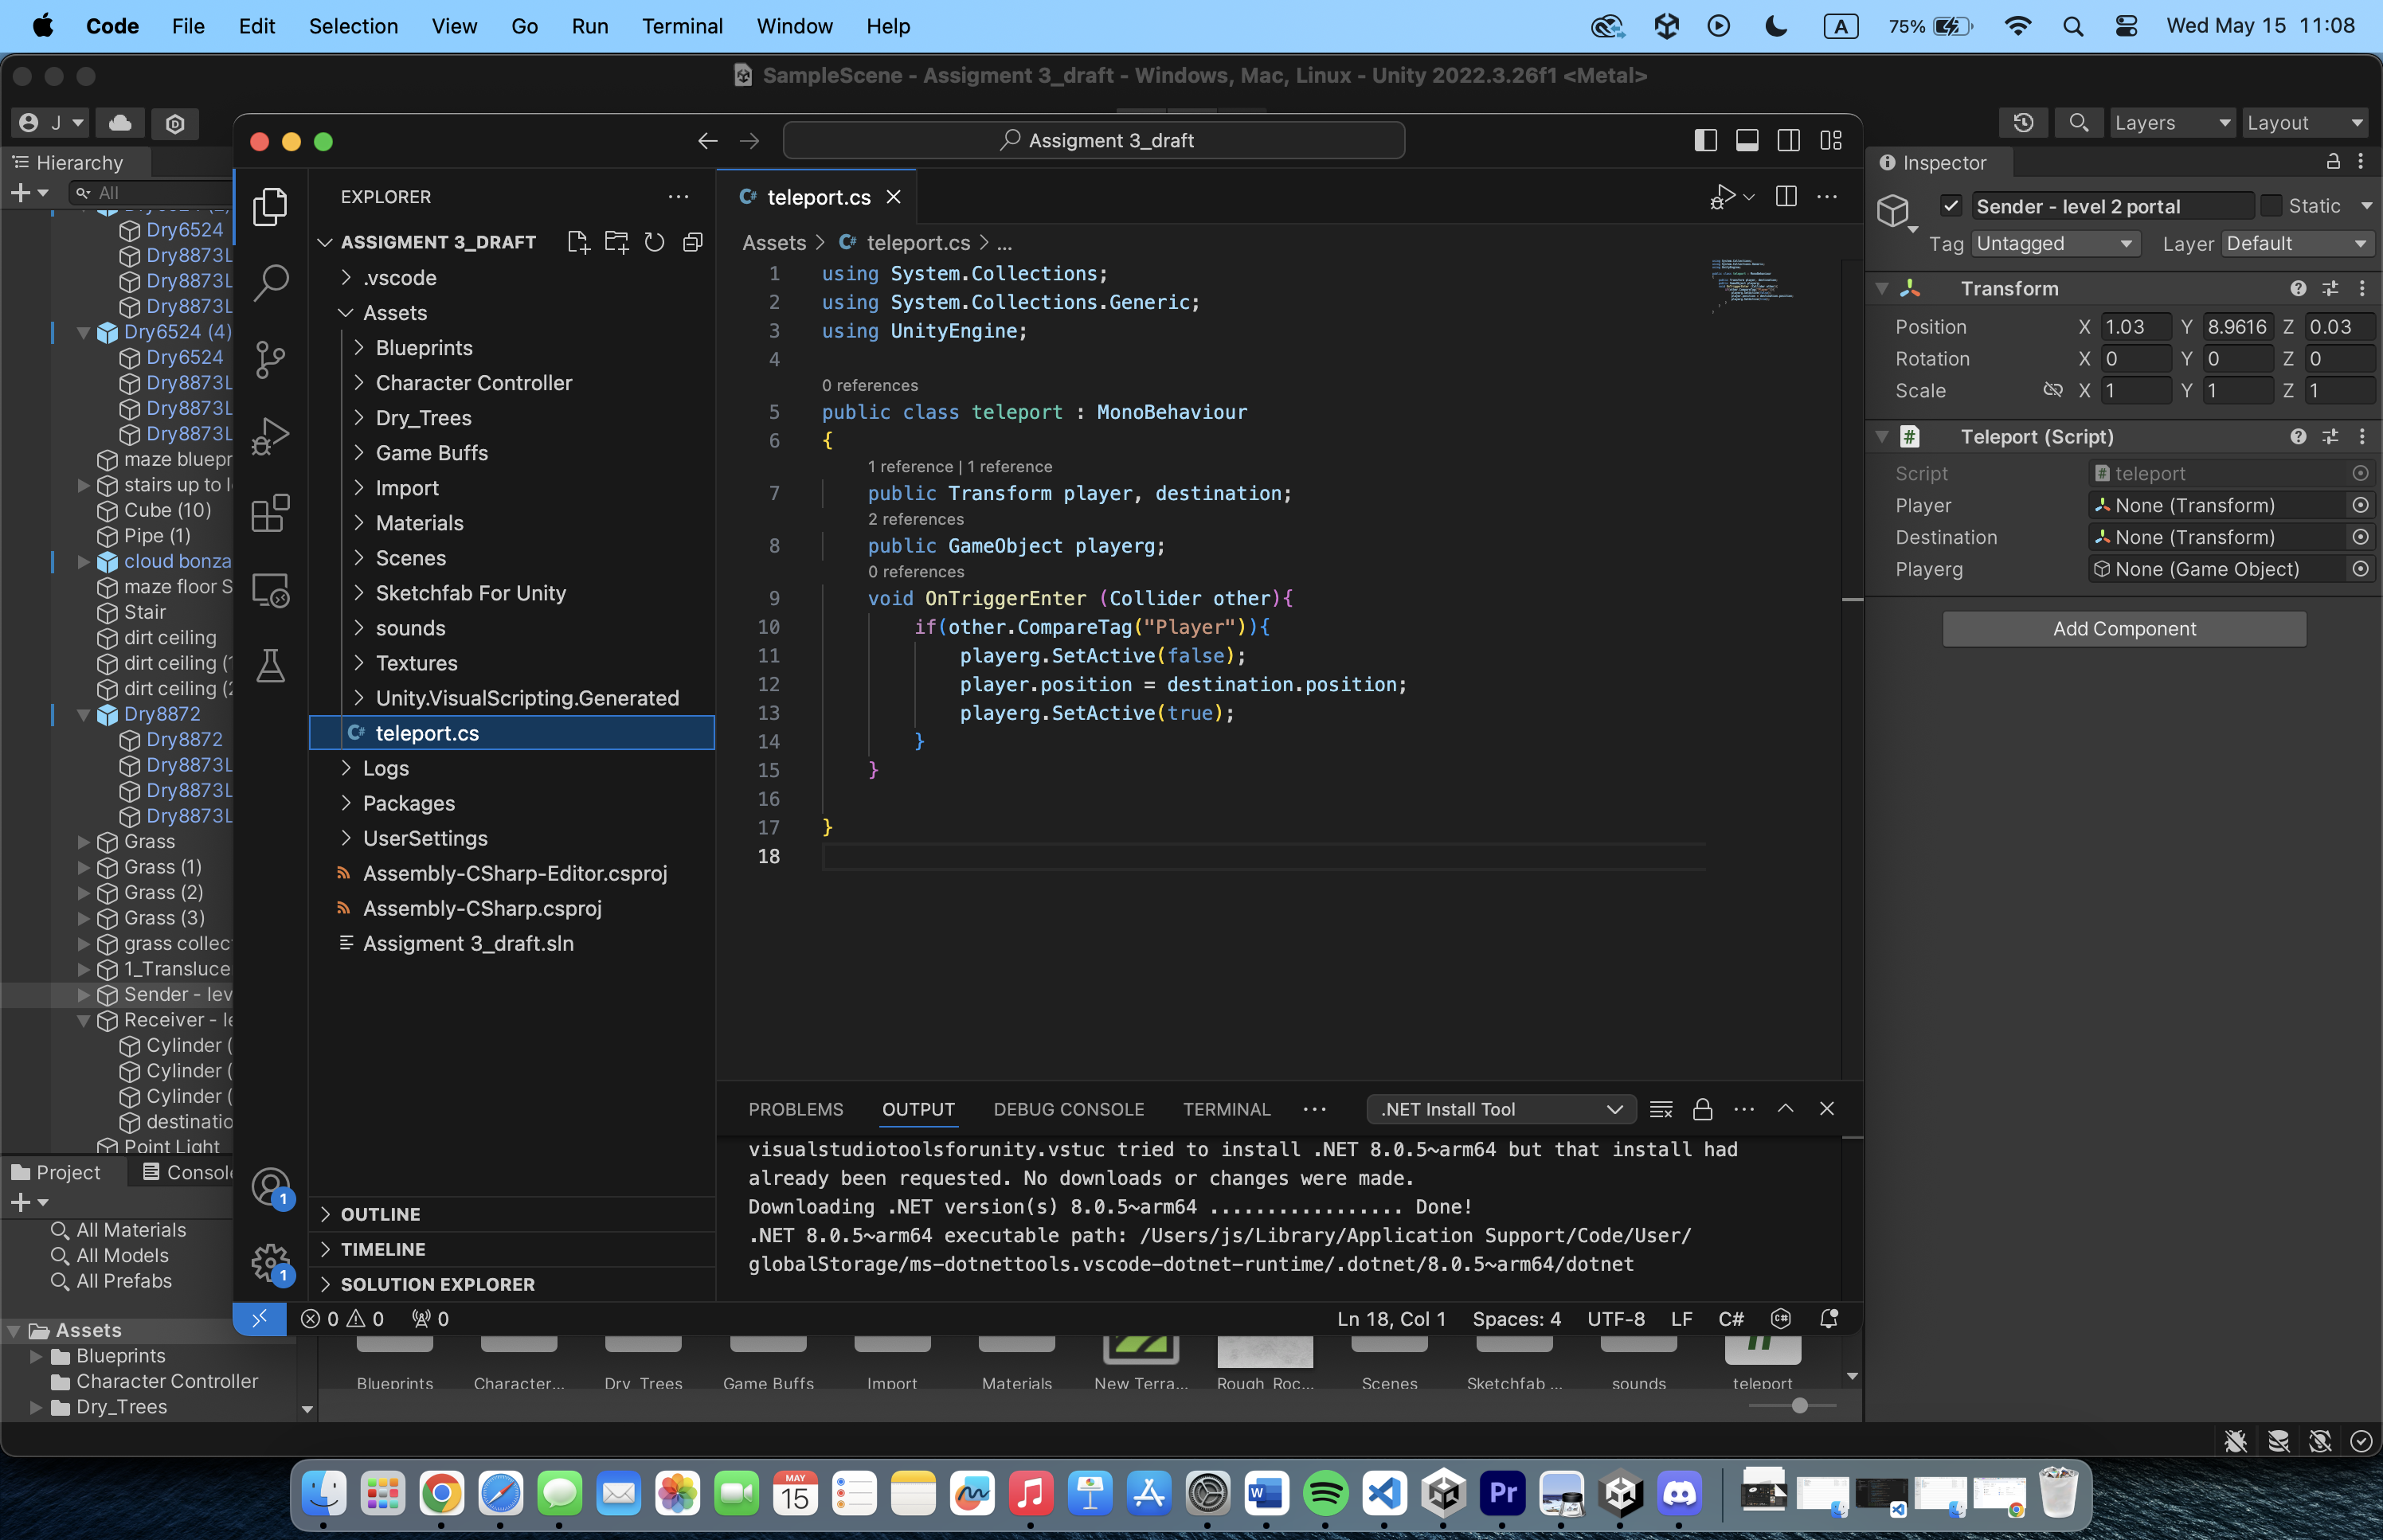 Code File Edit Selection View Go Run Terminal Window Help A 75% Wed May 15 11:08
SampleScene - Assigment 3_draft - Windows, Mac, Linux - Unity 2022.3.26f1 <Metal>
J
Layers Layout
Assigment 3_draft
Hierarchy
All
Dry6524
Dry8873L
Dry8873L
Dry8873L
Dry6524 (4)
Dry6524
Dry8873L
Dry8873L
Dry8873L
maze bluepr
stairs up to l
Cube (10)
Pipe (1)
cloud bonza
maze floor S
Stair
dirt ceiling
dirt ceiling (
dirt ceiling (2
Dry8872
Dry8872
Dry8873L
Dry8873L
Dry8873L
Grass
Grass (1)
Grass (2)
Grass (3)
grass collec
1_Transluce
Sender - lev
Receiver - le
Cylinder (
Cylinder (
Cylinder (
destinatio
Point Light
Project Console
All Materials
All Models
All Prefabs
Assets
Blueprints
Character Controller
Dry_Trees
EXPLORER
ASSIGMENT 3_DRAFT
.vscode
Assets
Blueprints
Character Controller
Dry_Trees
Game Buffs
Import
Materials
Scenes
Sketchfab For Unity
sounds
Textures
Unity.VisualScripting.Generated
teleport.cs
Logs
Packages
UserSettings
Assembly-CSharp-Editor.csproj
Assembly-CSharp.csproj
Assigment 3_draft.sln
OUTLINE
TIMELINE
SOLUTION EXPLORER
1
1
C# teleport.cs
Assets > C# teleport.cs > ...
1 using System.Collections;
2 using System.Collections.Generic;
3 using UnityEngine;
4
0 references
5 public class teleport : MonoBehaviour
6 {
1 reference | 1 reference
7 public Transform player, destination;
2 references
8 public GameObject playerg;
0 references
9 void OnTriggerEnter (Collider other){
10 if(other.CompareTag("Player")){
11 playerg.SetActive(false);
12 player.position = destination.position;
13 playerg.SetActive(true);
14 }
15 }
16
17 }
18
PROBLEMS OUTPUT DEBUG CONSOLE TERMINAL ... .NET Install Tool
visualstudiotoolsforunity.vstuc tried to install .NET 8.0.5~arm64 but that install had
already been requested. No downloads or changes were made.
Downloading .NET version(s) 8.0.5~arm64 ................. Done!
.NET 8.0.5~arm64 executable path: /Users/js/Library/Application Support/Code/User/
globalStorage/ms-dotnettools.vscode-dotnet-runtime/.dotnet/8.0.5~arm64/dotnet
0 0 0 Ln 18, Col 1 Spaces: 4 UTF-8 LF C#
Blueprints Character... Dry_Trees Game Buffs Import Materials New Terra... Rough_Roc... Scenes Sketchfab ... sounds teleport
Inspector
Sender - level 2 portal Static
Tag Untagged Layer Default
Transform
Position X 1.03 Y 8.9616 Z 0.03
Rotation X 0 Y 0 Z 0
Scale X 1 Y 1 Z 1
# Teleport (Script)
Script # teleport
Player None (Transform)
Destination None (Transform)
Playerg None (Game Object)
Add Component
MAY
15
W
Pr